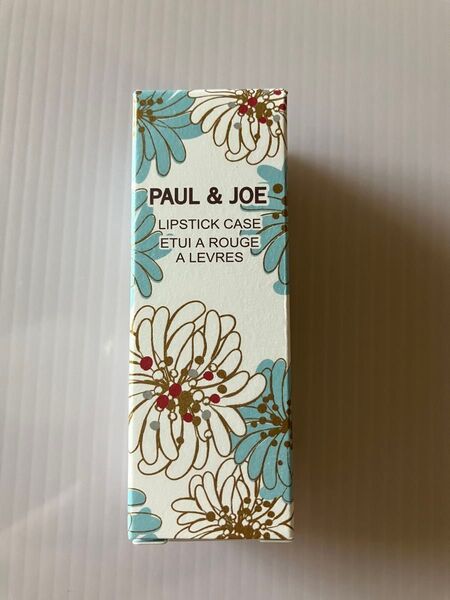 PAUL & JOE
LIPSTICK CASE
ETUI A ROUGE
A LEVRES